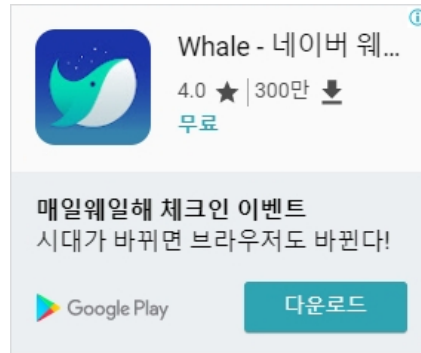 Whale - 네이버 웨...
4.0 ★ | 300만
무료
매일웨일해 체크인 이벤트
시대가 바뀌면 브라우저도 바뀐다!
Google Play
다운로드